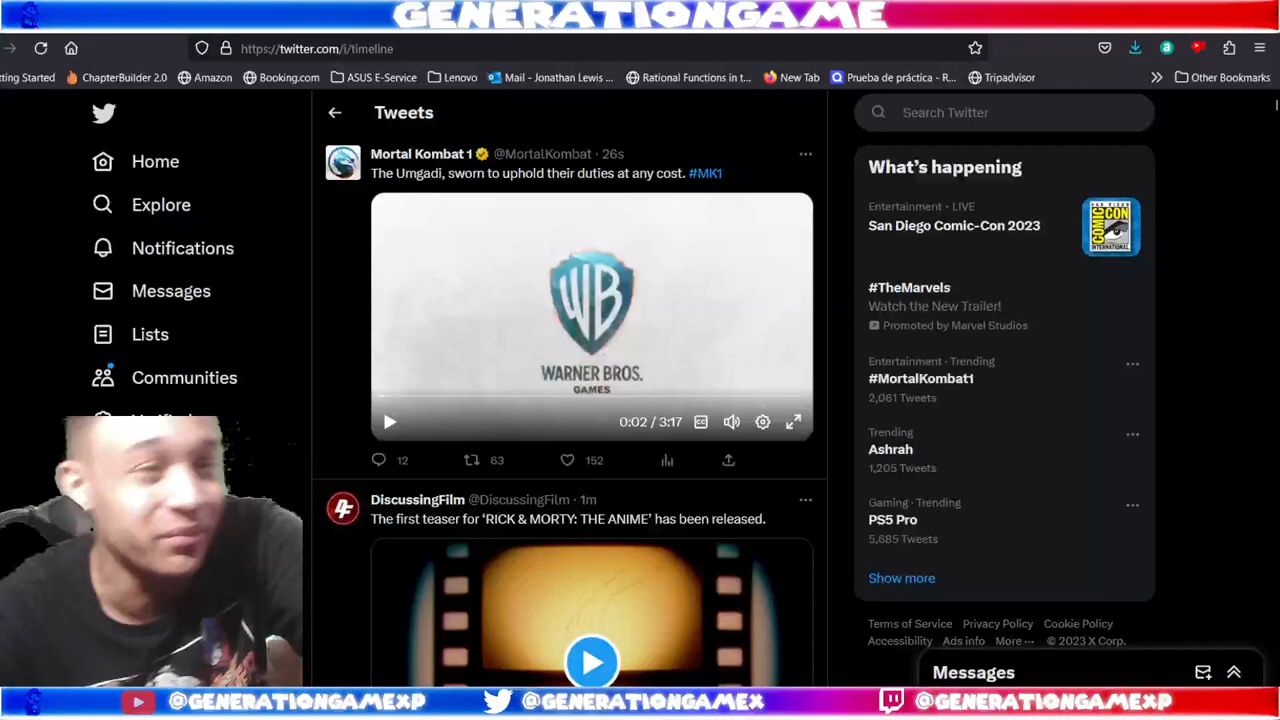 GENERATIONGAME
https://twitter.com/i/timeline
tting Started ChapterBuilder 2.0 Amazon Booking.com ASUS E-Service Lenovo Mail - Jonathan Lewis ... Rational Functions in t... New Tab Prueba de práctica - R... Tripadvisor Other Bookmarks
Tweets
Search Twitter
Home
Explore
Notifications
Messages
Lists
Communities
Mortal Kombat 1 @MortalKombat · 26s
The Umgadi, sworn to uphold their duties at any cost. #MK1
WB
WARNER BROS.
GAMES
0:02 / 3:17 CC
12 63 152
DiscussingFilm @DiscussingFilm · 1m
The first teaser for ‘RICK & MORTY: THE ANIME’ has been released.
What’s happening
Entertainment · LIVE
San Diego Comic-Con 2023
COMIC
CON
INTERNATIONAL
#TheMarvels
Watch the New Trailer!
Promoted by Marvel Studios
Entertainment · Trending
#MortalKombat1
2,061 Tweets
Trending
Ashrah
1,205 Tweets
Gaming · Trending
PS5 Pro
5,685 Tweets
Show more
Terms of Service Privacy Policy Cookie Policy
Accessibility Ads info More ··· © 2023 X Corp.
Messages
@GENERATIONGAMEXP @GENERATIONGAMEX @GENERATIONGAMEXP